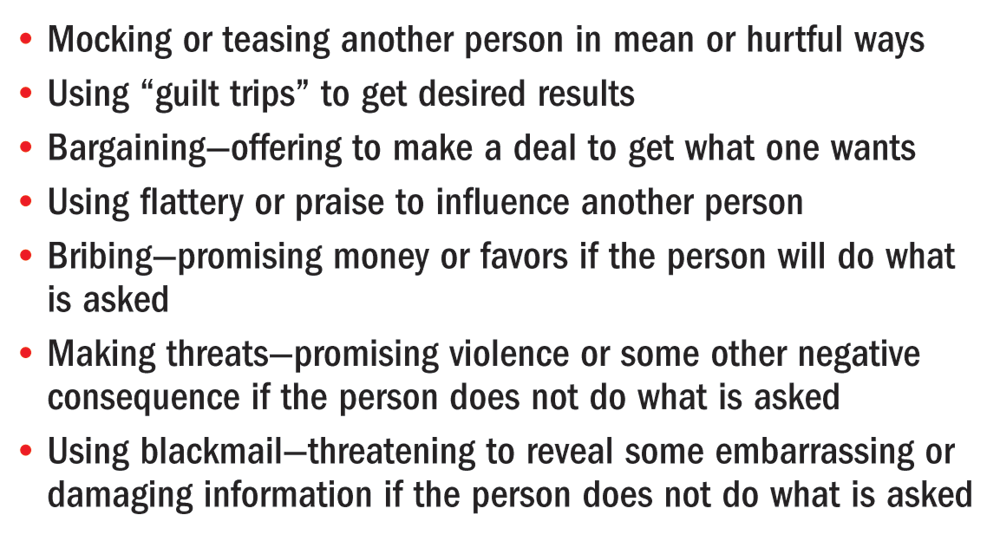 • Mocking or teasing another person in mean or hurtful ways
• Using “guilt trips” to get desired results
• Bargaining—offering to make a deal to get what one wants
• Using flattery or praise to influence another person
• Bribing—promising money or favors if the person will do what
is asked
• Making threats—promising violence or some other negative
consequence if the person does not do what is asked
• Using blackmail—threatening to reveal some embarrassing or
damaging information if the person does not do what is asked